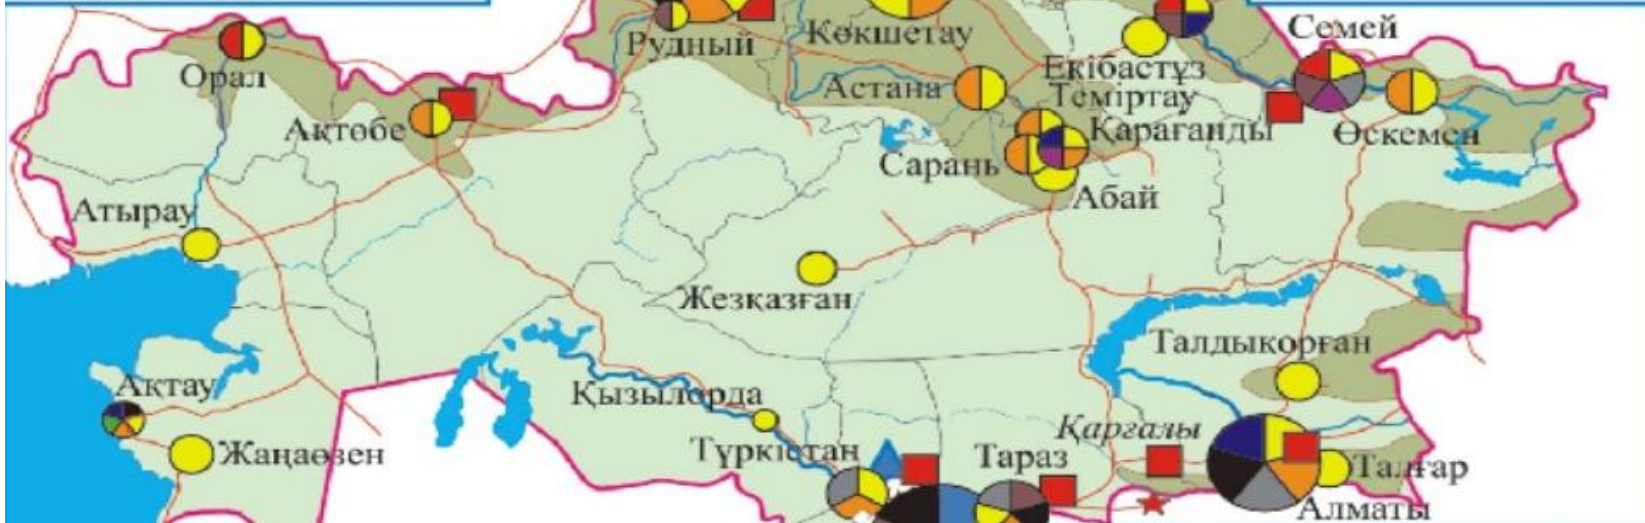 Рудный
Көкшетау
Семей
Орал
Екібастұз
Астана
Теміртау
Ақтөбе
Қарағанды
Өскемен
Сарань
Абай
Атырау
Жезқазған
Талдықорған
Ақтау
Қызылорда
Қарғалы
Түркістан
Тараз
Жаңаөзен
Талғар
Алматы